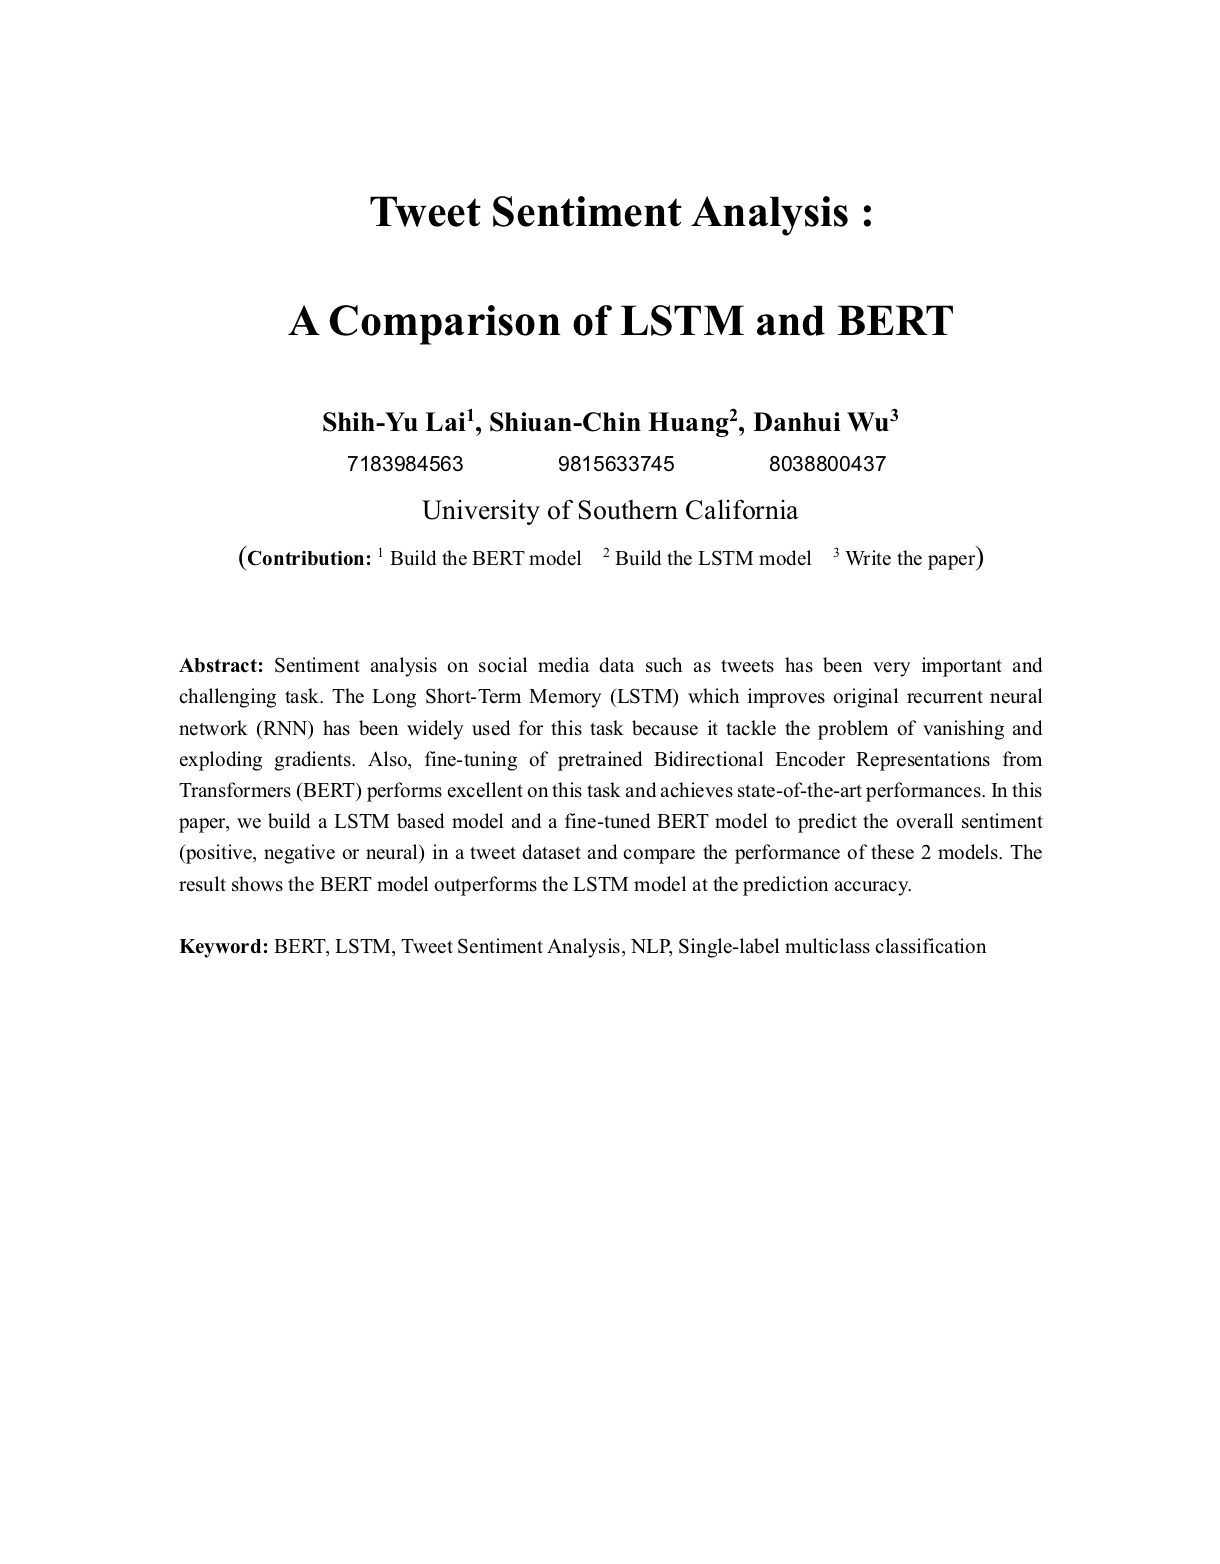 Tweet Sentiment Analysis :
A Comparison of LSTM and BERT
Shih-Yu Lai¹, Shiuan-Chin Huang², Danhui Wu³
7183984563 9815633745 8038800437
University of Southern California
(Contribution: ¹ Build the BERT model ² Build the LSTM model ³ Write the paper)
Abstract: Sentiment analysis on social media data such as tweets has been very important and
challenging task. The Long Short-Term Memory (LSTM) which improves original recurrent neural
network (RNN) has been widely used for this task because it tackle the problem of vanishing and
exploding gradients. Also, fine-tuning of pretrained Bidirectional Encoder Representations from
Transformers (BERT) performs excellent on this task and achieves state-of-the-art performances. In this
paper, we build a LSTM based model and a fine-tuned BERT model to predict the overall sentiment
(positive, negative or neural) in a tweet dataset and compare the performance of these 2 models. The
result shows the BERT model outperforms the LSTM model at the prediction accuracy.
Keyword: BERT, LSTM, Tweet Sentiment Analysis, NLP, Single-label multiclass classification